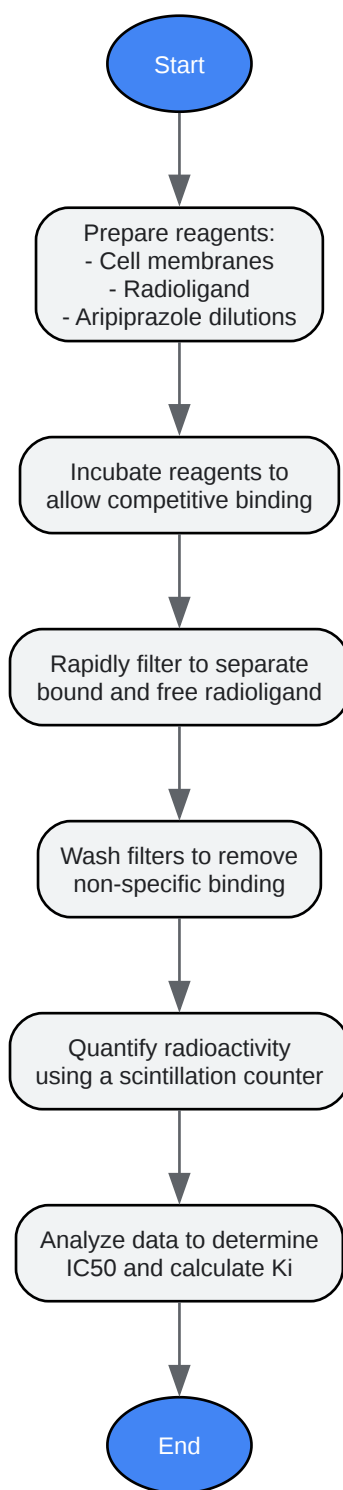 Start
Prepare reagents:
- Cell membranes
- Radioligand
- Aripiprazole dilutions
Incubate reagents to
allow competitive binding
Rapidly filter to separate
bound and free radioligand
Wash filters to remove
non-specific binding
Quantify radioactivity
using a scintillation counter
Analyze data to determine
IC50 and calculate Ki
End